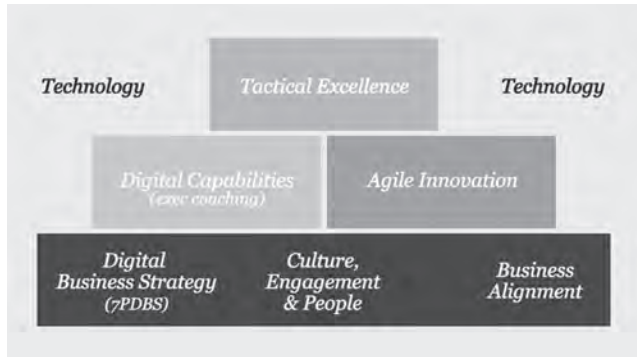 Technology
Tactical Excellence
Technology
Digital Capabilities
(exec coaching)
Agile Innovation
Digital
Business Strategy
(7PDBS)
Culture,
Engagement
& People
Business
Alignment